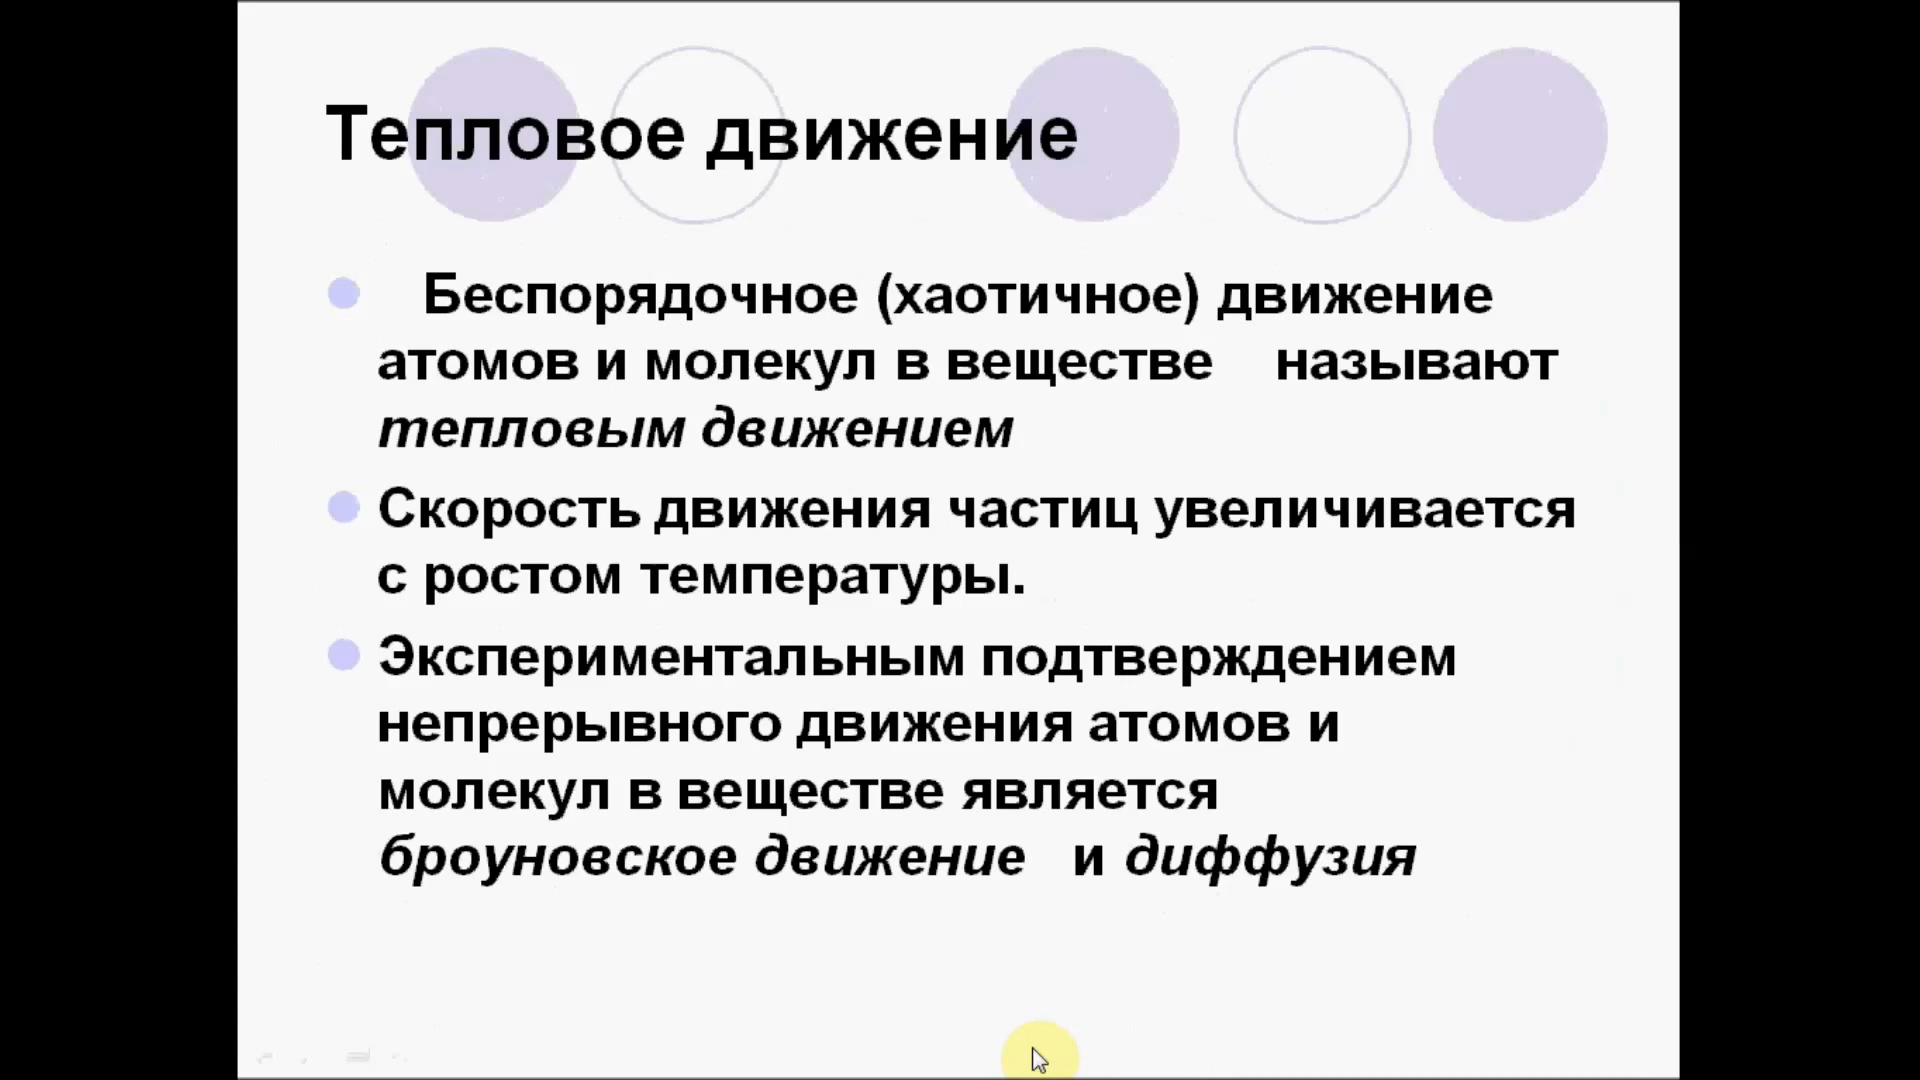 Тепловое движение
Беспорядочное (хаотичное) движение
атомов и молекул в веществе называют
тепловым движением
Скорость движения частиц увеличивается
с ростом температуры.
Экспериментальным подтверждением
непрерывного движения атомов и
молекул в веществе является
броуновское движение и диффузия